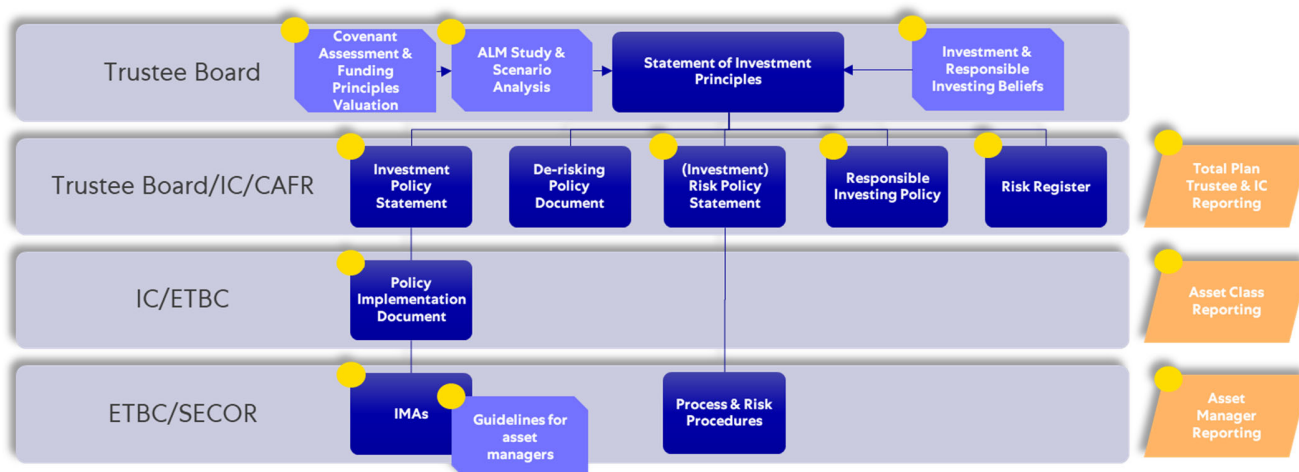 Trustee Board
Covenant
Assessment &
Funding
Principles
Valuation
ALM Study &
Scenario
Analysis
Statement of Investment
Principles
Investment &
Responsible
Investing Beliefs
Trustee Board/IC/CAFR
Investment
Policy
Statement
De-risking
Policy
Document
(Investment)
Risk Policy
Statement
Responsible
Investing Policy
Risk Register
Total Plan
Trustee & IC
Reporting
IC/ETBC
Policy
Implementation
Document
Asset Class
Reporting
ETBC/SECOR
IMAs
Guidelines for
asset
managers
Process & Risk
Procedures
Asset
Manager
Reporting